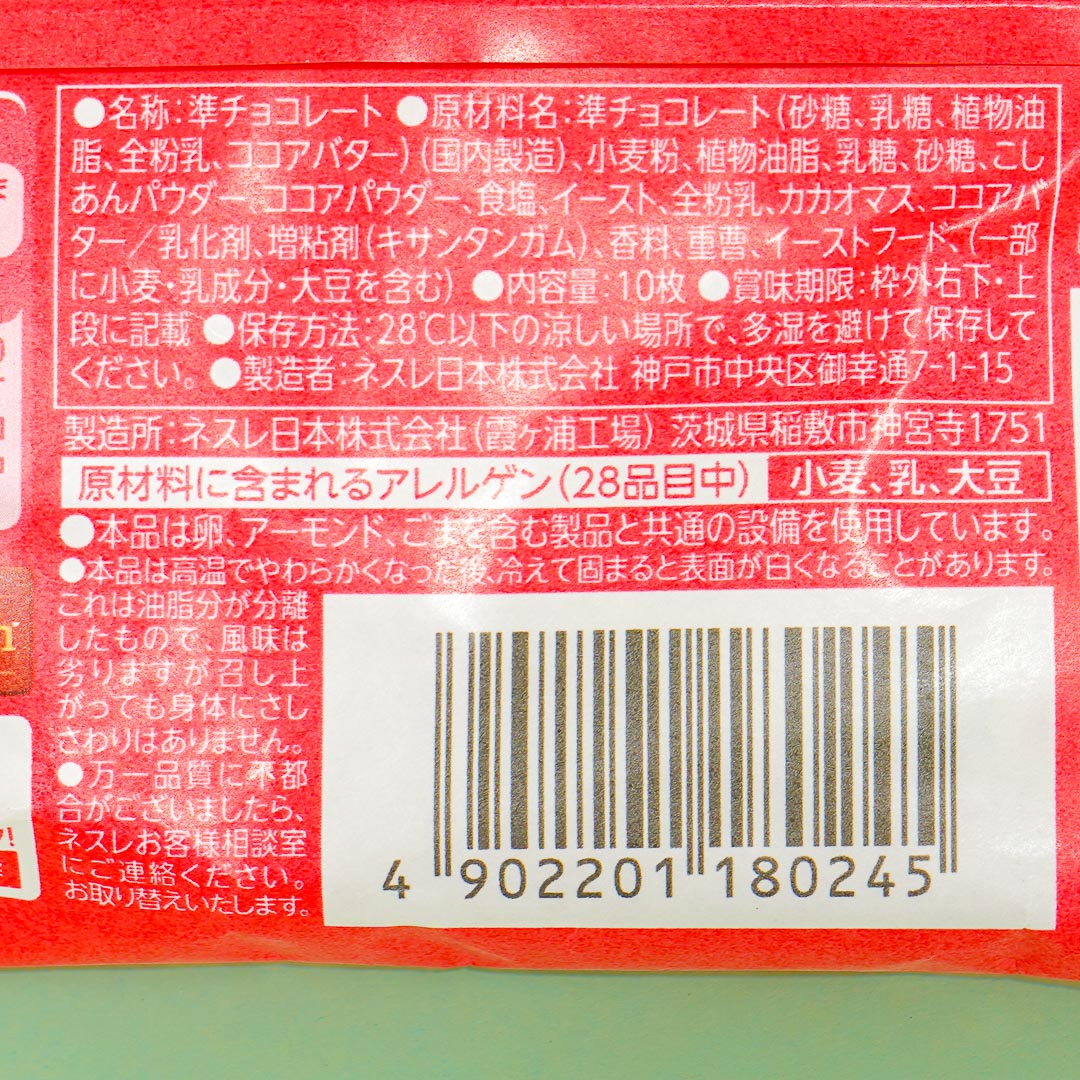 ●名称：準チョコレート ●原材料名：準チョコレート（砂糖、乳糖、植物油
脂、全粉乳、ココアバター）（国内製造）、小麦粉、植物油脂、乳糖、砂糖、こし
あんパウダー、ココアパウダー、食塩、イースト、全粉乳、カカオマス、ココアバ
ター／乳化剤、増粘剤（キサンタンガム）、香料、重曹、イーストフード、（一部
に小麦・乳成分・大豆を含む） ●内容量：10枚 ●賞味期限：枠外右下・上
段に記載 ●保存方法：28℃以下の涼しい場所で、多湿を避けて保存して
ください。 ●製造者：ネスレ日本株式会社 神戸市中央区御幸通7-1-15
製造所：ネスレ日本株式会社（霞ヶ浦工場） 茨城県稲敷市神宮寺1751
原材料に含まれるアレルゲン（28品目中） 小麦、乳、大豆
●本品は卵、アーモンド、ごまを含む製品と共通の設備を使用しています。
●本品は高温でやわらかくなった後、冷えて固まると表面が白くなることがあります。
これは油脂分が分離
したもので、風味は
劣りますが召し上
がっても身体にさし
さわりはありません。
●万一品質に不都
合がございましたら、
ネスレお客様相談室
にご連絡ください。
お取り替えいたします。
4 902201 180245